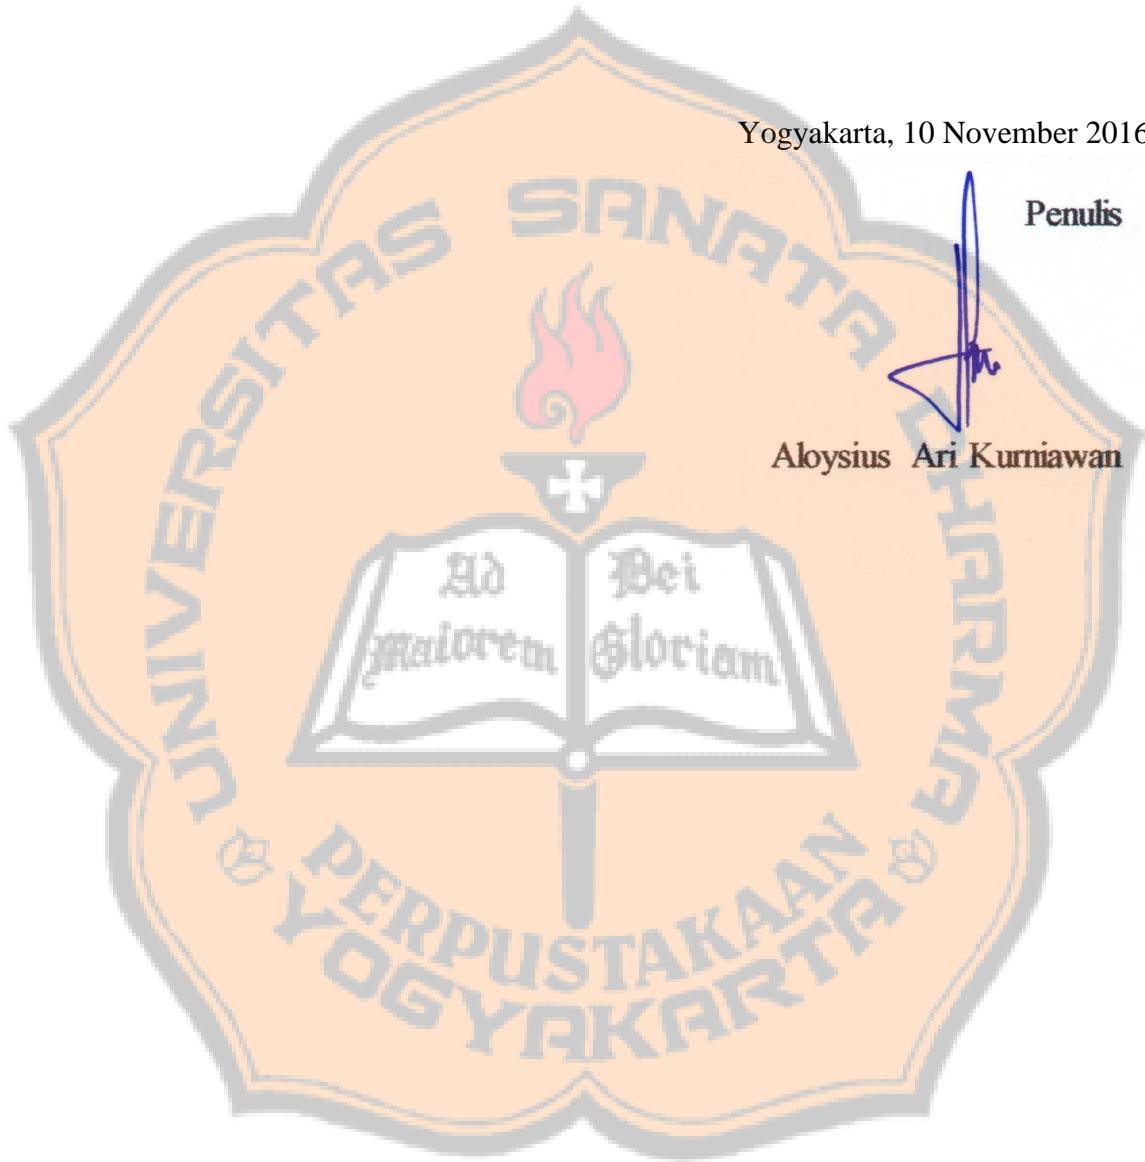 Yogyakarta, 10 November 2016
Penulis
Aloysius Ari Kurniawan
UNIVERSITAS SANATA DHARMA
Ad
Dei
maiorem
Gloriam
PERPUSTAKAAN
YOGYAKARTA